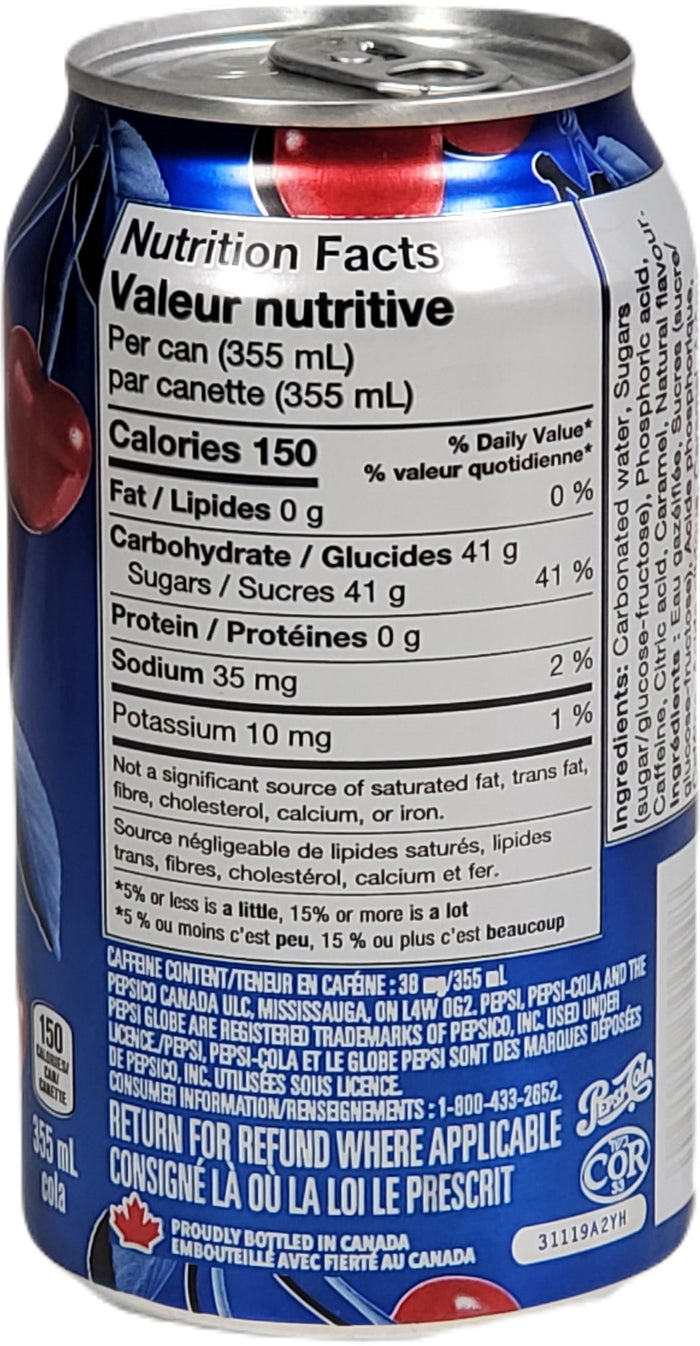 Nutrition Facts
Valeur nutritive
Per can (355 mL)
par canette (355 mL)
Calories 150
% Daily Value*
% valeur quotidienne*
Fat / Lipides 0 g 0 %
Carbohydrate / Glucides 41 g
Sugars / Sucres 41 g 41 %
Protein / Protéines 0 g
Sodium 35 mg 2 %
Potassium 10 mg 1 %
Not a significant source of saturated fat, trans fat,
fibre, cholesterol, calcium, or iron.
Source négligeable de lipides saturés, lipides
trans, fibres, cholestérol, calcium et fer.
*5% or less is a little, 15% or more is a lot
*5 % ou moins c'est peu, 15 % ou plus c'est beaucoup
Ingredients: Carbonated water, Sugars
(sugar/glucose-fructose), Phosphoric acid,
Caffeine, Citric acid, Caramel, Natural flavour.
Ingrédients : Eau gazéifiée, Sucres (sucre/
CAFFEINE CONTENT/TENEUR EN CAFÉINE : 38 mg/355 mL
PEPSICO CANADA ULC, MISSISSAUGA, ON L4W 0G2. PEPSI, PEPSI-COLA AND THE
PEPSI GLOBE ARE REGISTERED TRADEMARKS OF PEPSICO, INC. USED UNDER
LICENCE./PEPSI, PEPSI-COLA ET LE GLOBE PEPSI SONT DES MARQUES DÉPOSÉES
DE PEPSICO, INC. UTILISÉES SOUS LICENCE.
CONSUMER INFORMATION/RENSEIGNEMENTS : 1-800-433-2652.
RETURN FOR REFUND WHERE APPLICABLE
CONSIGNÉ LÀ OÙ LA LOI LE PRESCRIT
PROUDLY BOTTLED IN CANADA
EMBOUTEILLÉ AVEC FIERTÉ AU CANADA
150
CALORIES/
CAN/
CANETTE
355 mL
cola
PEPSI-COLA
COR
31119A2YH